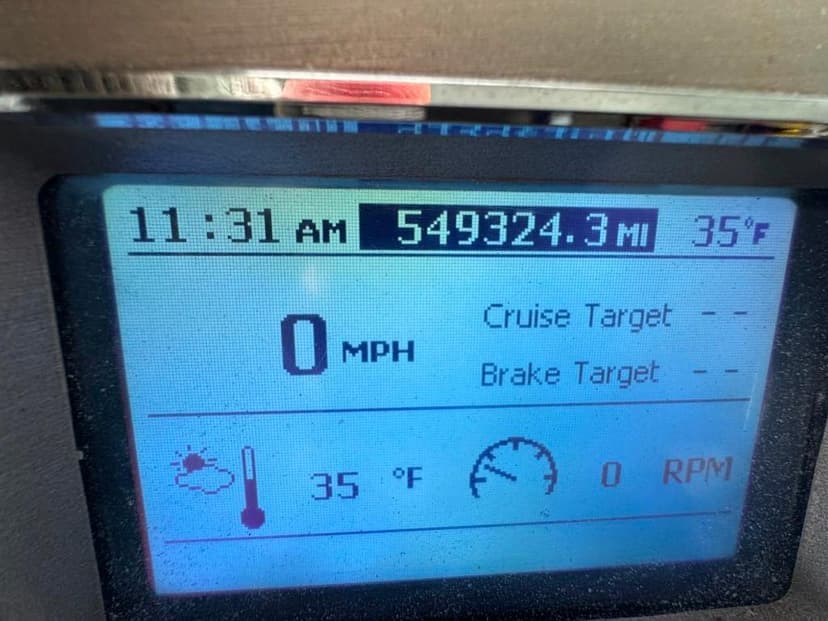 11:31 AM 549324.3 MI 35°F
0 MPH
Cruise Target --
Brake Target --
35 °F 0 RPM